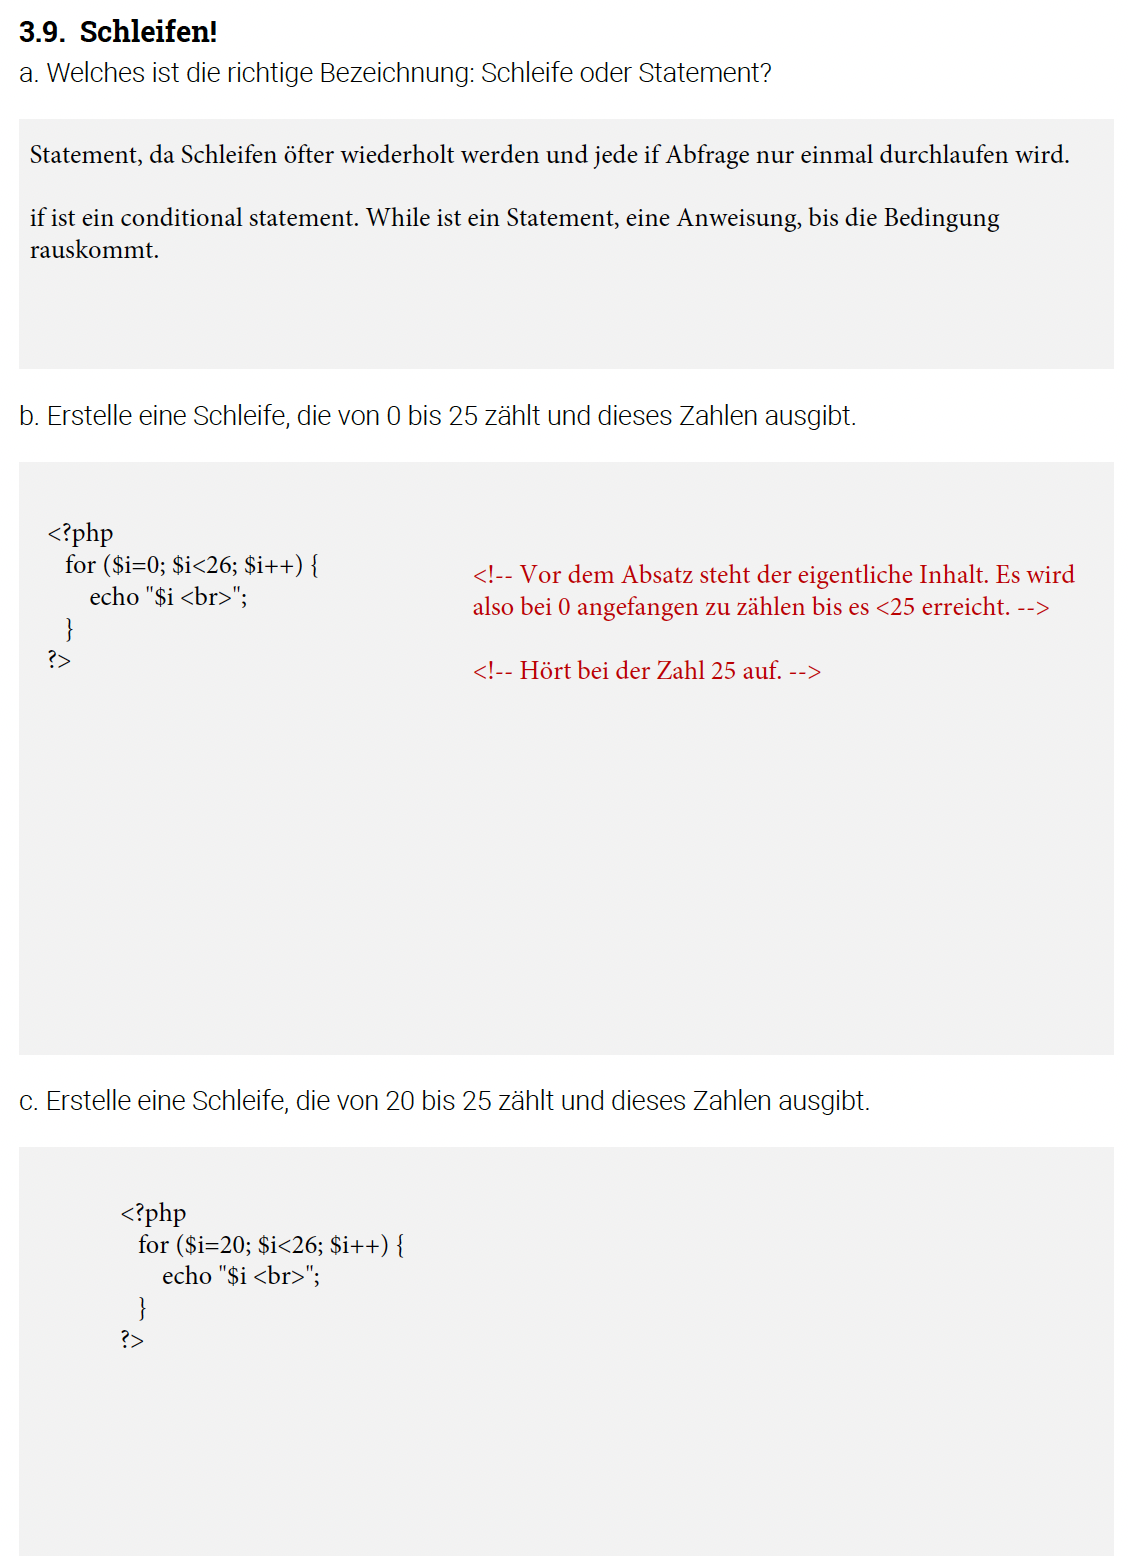 3.9. Schleifen!
a. Welches ist die richtige Bezeichnung: Schleife oder Statement?
Statement, da Schleifen öfter wiederholt werden und jede if Abfrage nur einmal durchlaufen wird.
if ist ein conditional statement. While ist ein Statement, eine Anweisung, bis die Bedingung
rauskommt.
b. Erstelle eine Schleife, die von 0 bis 25 zählt und dieses Zahlen ausgibt.
<?php
for ($i=0; $i<26; $i++) {
echo "$i <br>";
}
?>
<!-- Vor dem Absatz steht der eigentliche Inhalt. Es wird
also bei 0 angefangen zu zählen bis es <25 erreicht. -->
<!-- Hört bei der Zahl 25 auf. -->
c. Erstelle eine Schleife, die von 20 bis 25 zählt und dieses Zahlen ausgibt.
<?php
for ($i=20; $i<26; $i++) {
echo "$i <br>";
}
?>